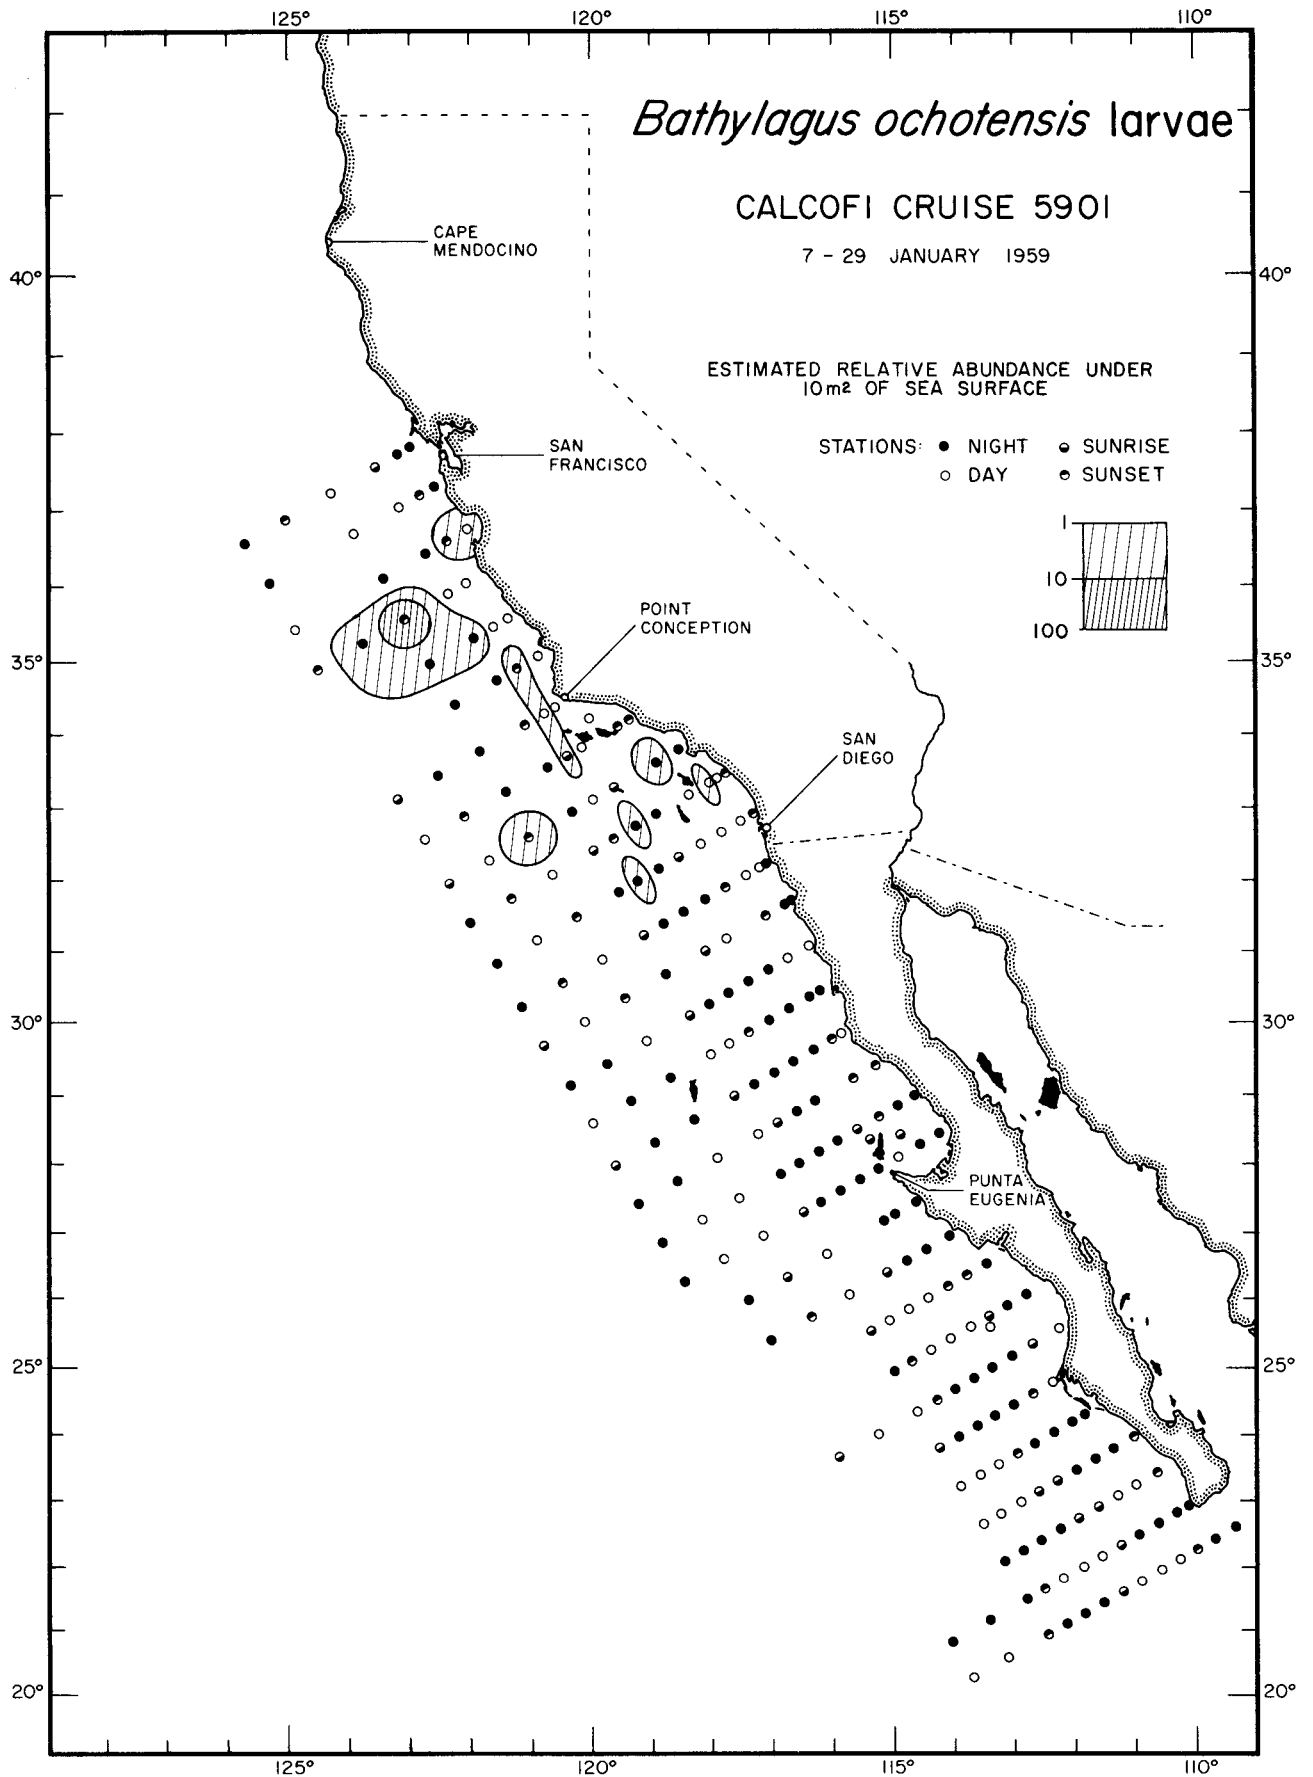 125° 120° 115° 110°
Bathylagus ochotensis larvae
CALCOFI CRUISE 5901
7 - 29 JANUARY 1959
CAPE
MENDOCINO
40° 40°
ESTIMATED RELATIVE ABUNDANCE UNDER
10m² OF SEA SURFACE
STATIONS: ● NIGHT ◒ SUNRISE
○ DAY ◓ SUNSET
SAN
FRANCISCO
1
10
100
POINT
CONCEPTION
35° 35°
SAN
DIEGO
30° 30°
PUNTA
EUGENIA
25° 25°
20° 20°
125° 120° 115° 110°